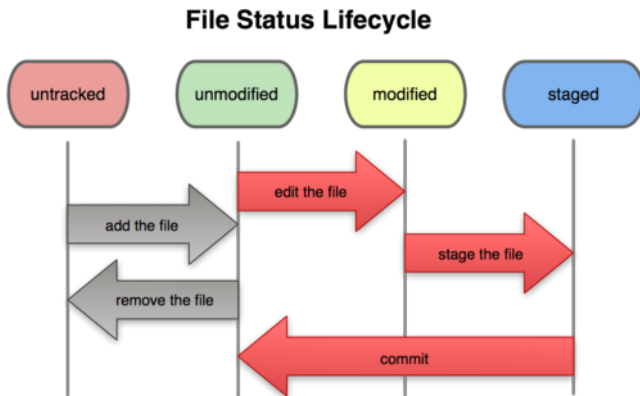 File Status Lifecycle
untracked
unmodified
modified
staged
edit the file
add the file
stage the file
remove the file
commit